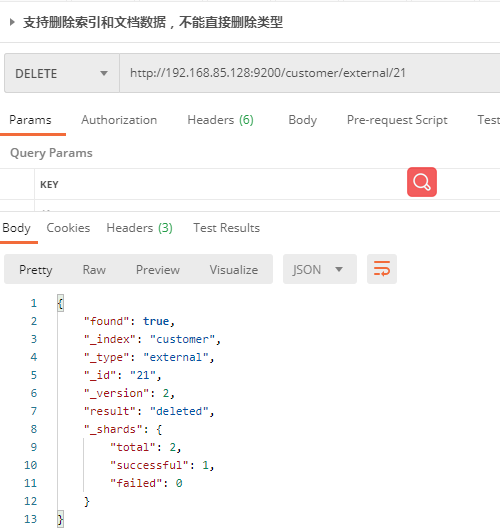 支持删除索引和文档数据，不能直接删除类型
DELETE http://192.168.85.128:9200/customer/external/21
Params Authorization Headers (6) Body Pre-request Script Test
Query Params
KEY
Body Cookies Headers (3) Test Results
Pretty Raw Preview Visualize JSON
1 {
2 "found": true,
3 "_index": "customer",
4 "_type": "external",
5 "_id": "21",
6 "_version": 2,
7 "result": "deleted",
8 "_shards": {
9 "total": 2,
10 "successful": 1,
11 "failed": 0
12 }
13 }